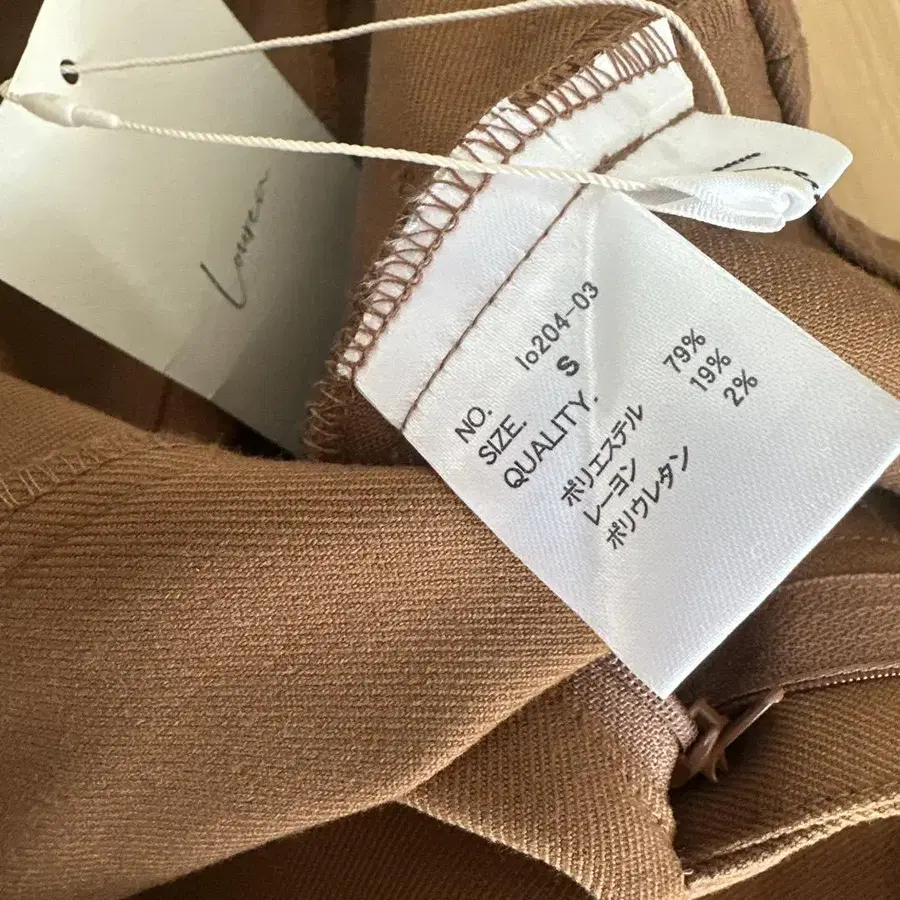 Lauren
NO. lo204-03
SIZE. S
QUALITY.
ポリエステル 79%
レーヨン 19%
ポリウレタン 2%